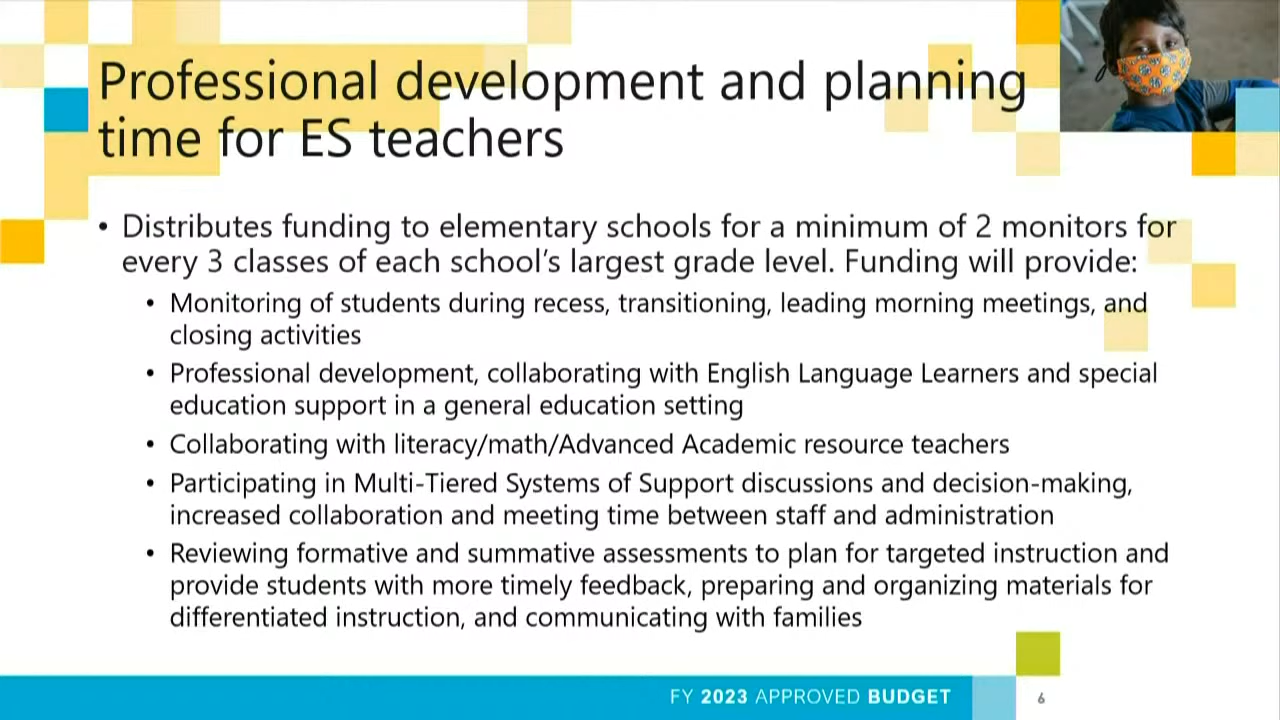 Professional development and planning
time for ES teachers
• Distributes funding to elementary schools for a minimum of 2 monitors for
every 3 classes of each school’s largest grade level. Funding will provide:
• Monitoring of students during recess, transitioning, leading morning meetings, and
closing activities
• Professional development, collaborating with English Language Learners and special
education support in a general education setting
• Collaborating with literacy/math/Advanced Academic resource teachers
• Participating in Multi-Tiered Systems of Support discussions and decision-making,
increased collaboration and meeting time between staff and administration
• Reviewing formative and summative assessments to plan for targeted instruction and
provide students with more timely feedback, preparing and organizing materials for
differentiated instruction, and communicating with families
FY 2023 APPROVED BUDGET
6